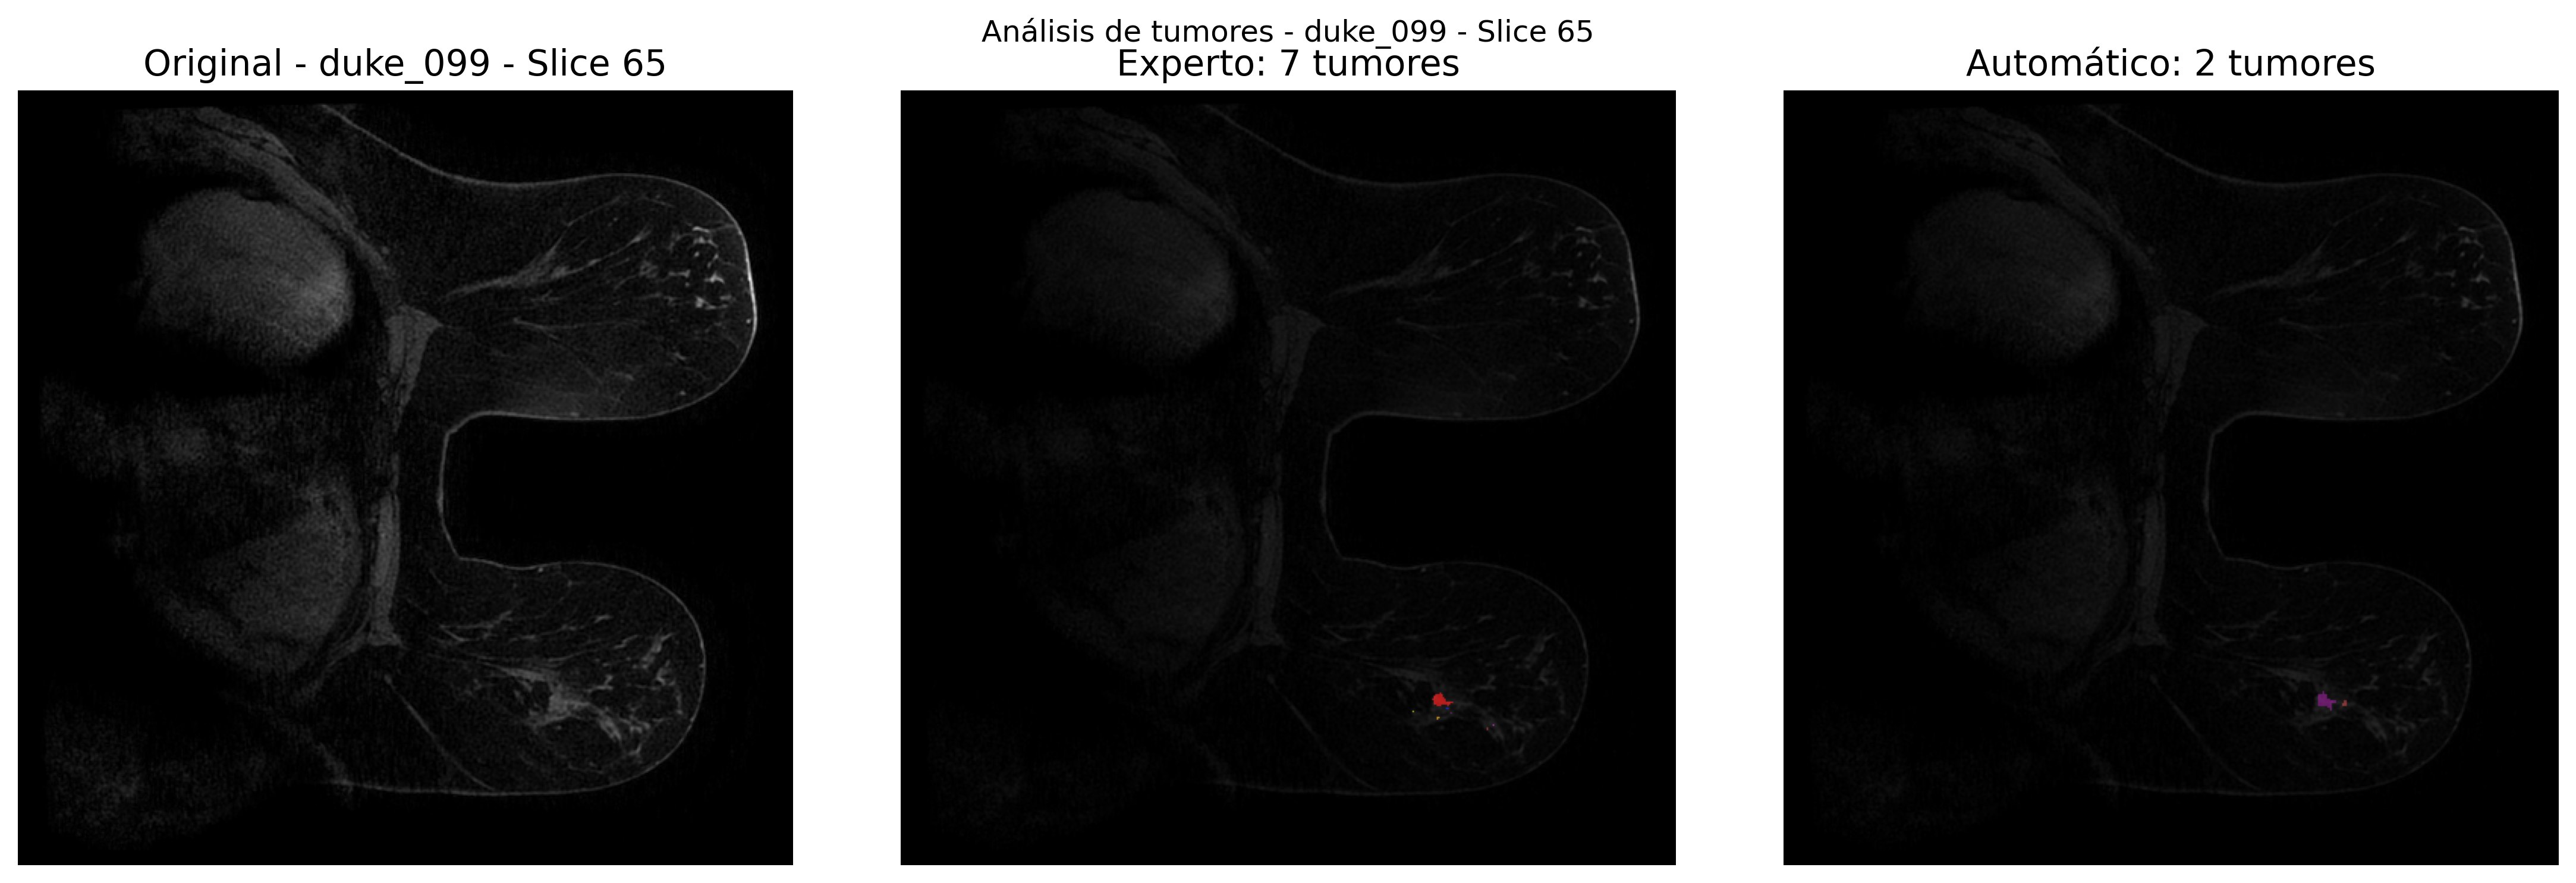 Análisis de tumores - duke_099 - Slice 65
Original - duke_099 - Slice 65
Experto: 7 tumores
Automático: 2 tumores